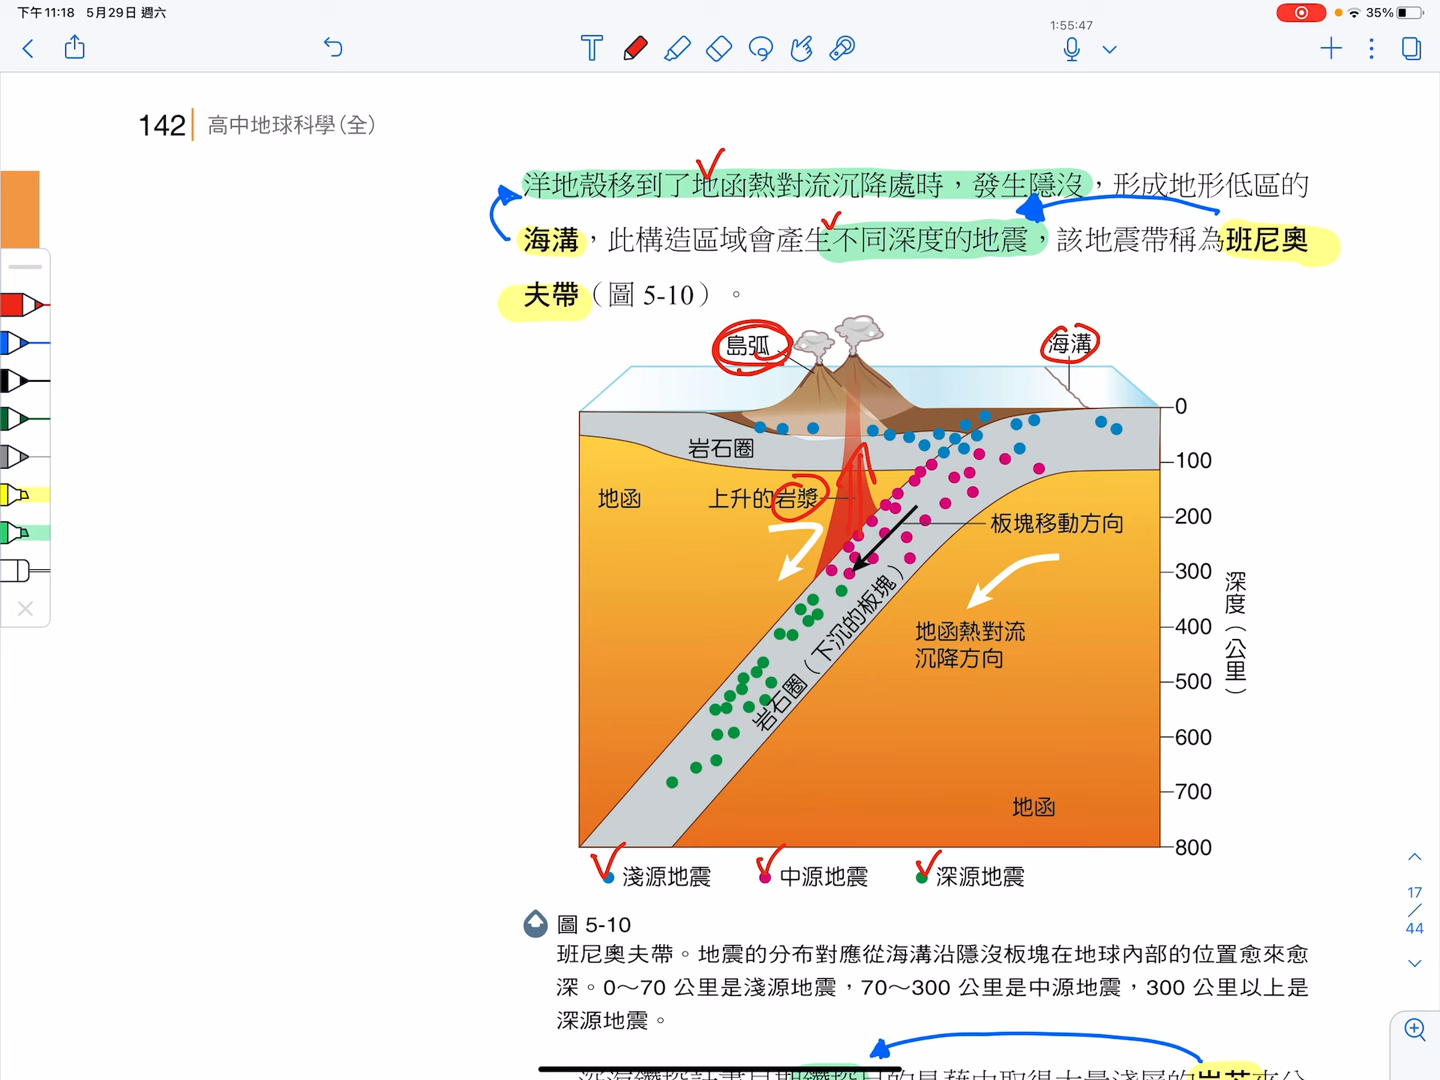 下午11:18 5月29日 週六
35%
1:55:47
142 高中地球科學(全)
洋地殼移到了地函熱對流沉降處時，發生隱沒，形成地形低區的
海溝，此構造區域會產生不同深度的地震，該地震帶稱為班尼奧
夫帶（圖 5-10）。
島弧
海溝
0
岩石圈
100
地函
上升的岩漿
200
板塊移動方向
300
深度（公里）
400
地函熱對流
沉降方向
岩石圈（下沉的板塊）
500
600
700
地函
800
淺源地震 中源地震 深源地震
圖 5-10
班尼奧夫帶。地震的分布對應從海溝沿隱沒板塊在地球內部的位置愈來愈
深。0～70 公里是淺源地震，70～300 公里是中源地震，300 公里以上是
深源地震。
17
/
44